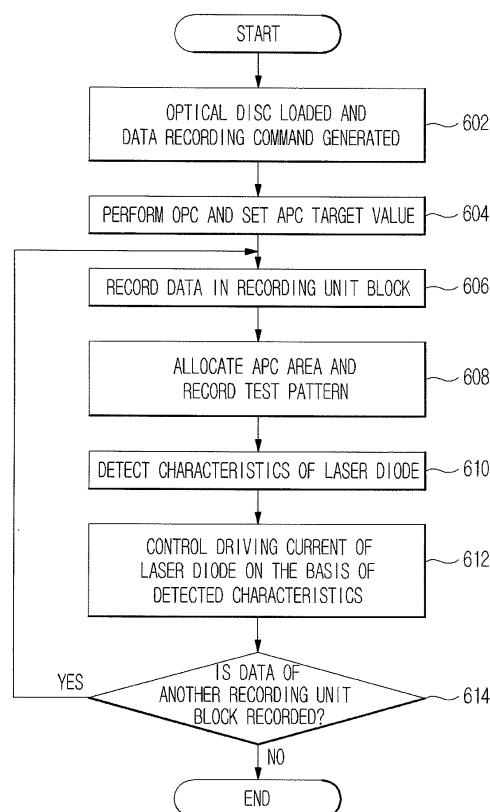 START
OPTICAL DISC LOADED AND
DATA RECORDING COMMAND GENERATED
602
PERFORM OPC AND SET APC TARGET VALUE
604
RECORD DATA IN RECORDING UNIT BLOCK
606
ALLOCATE APC AREA AND
RECORD TEST PATTERN
608
DETECT CHARACTERISTICS OF LASER DIODE
610
CONTROL DRIVING CURRENT OF
LASER DIODE ON THE BASIS OF
DETECTED CHARACTERISTICS
612
YES
IS DATA OF
ANOTHER RECORDING UNIT
BLOCK RECORDED?
614
NO
END